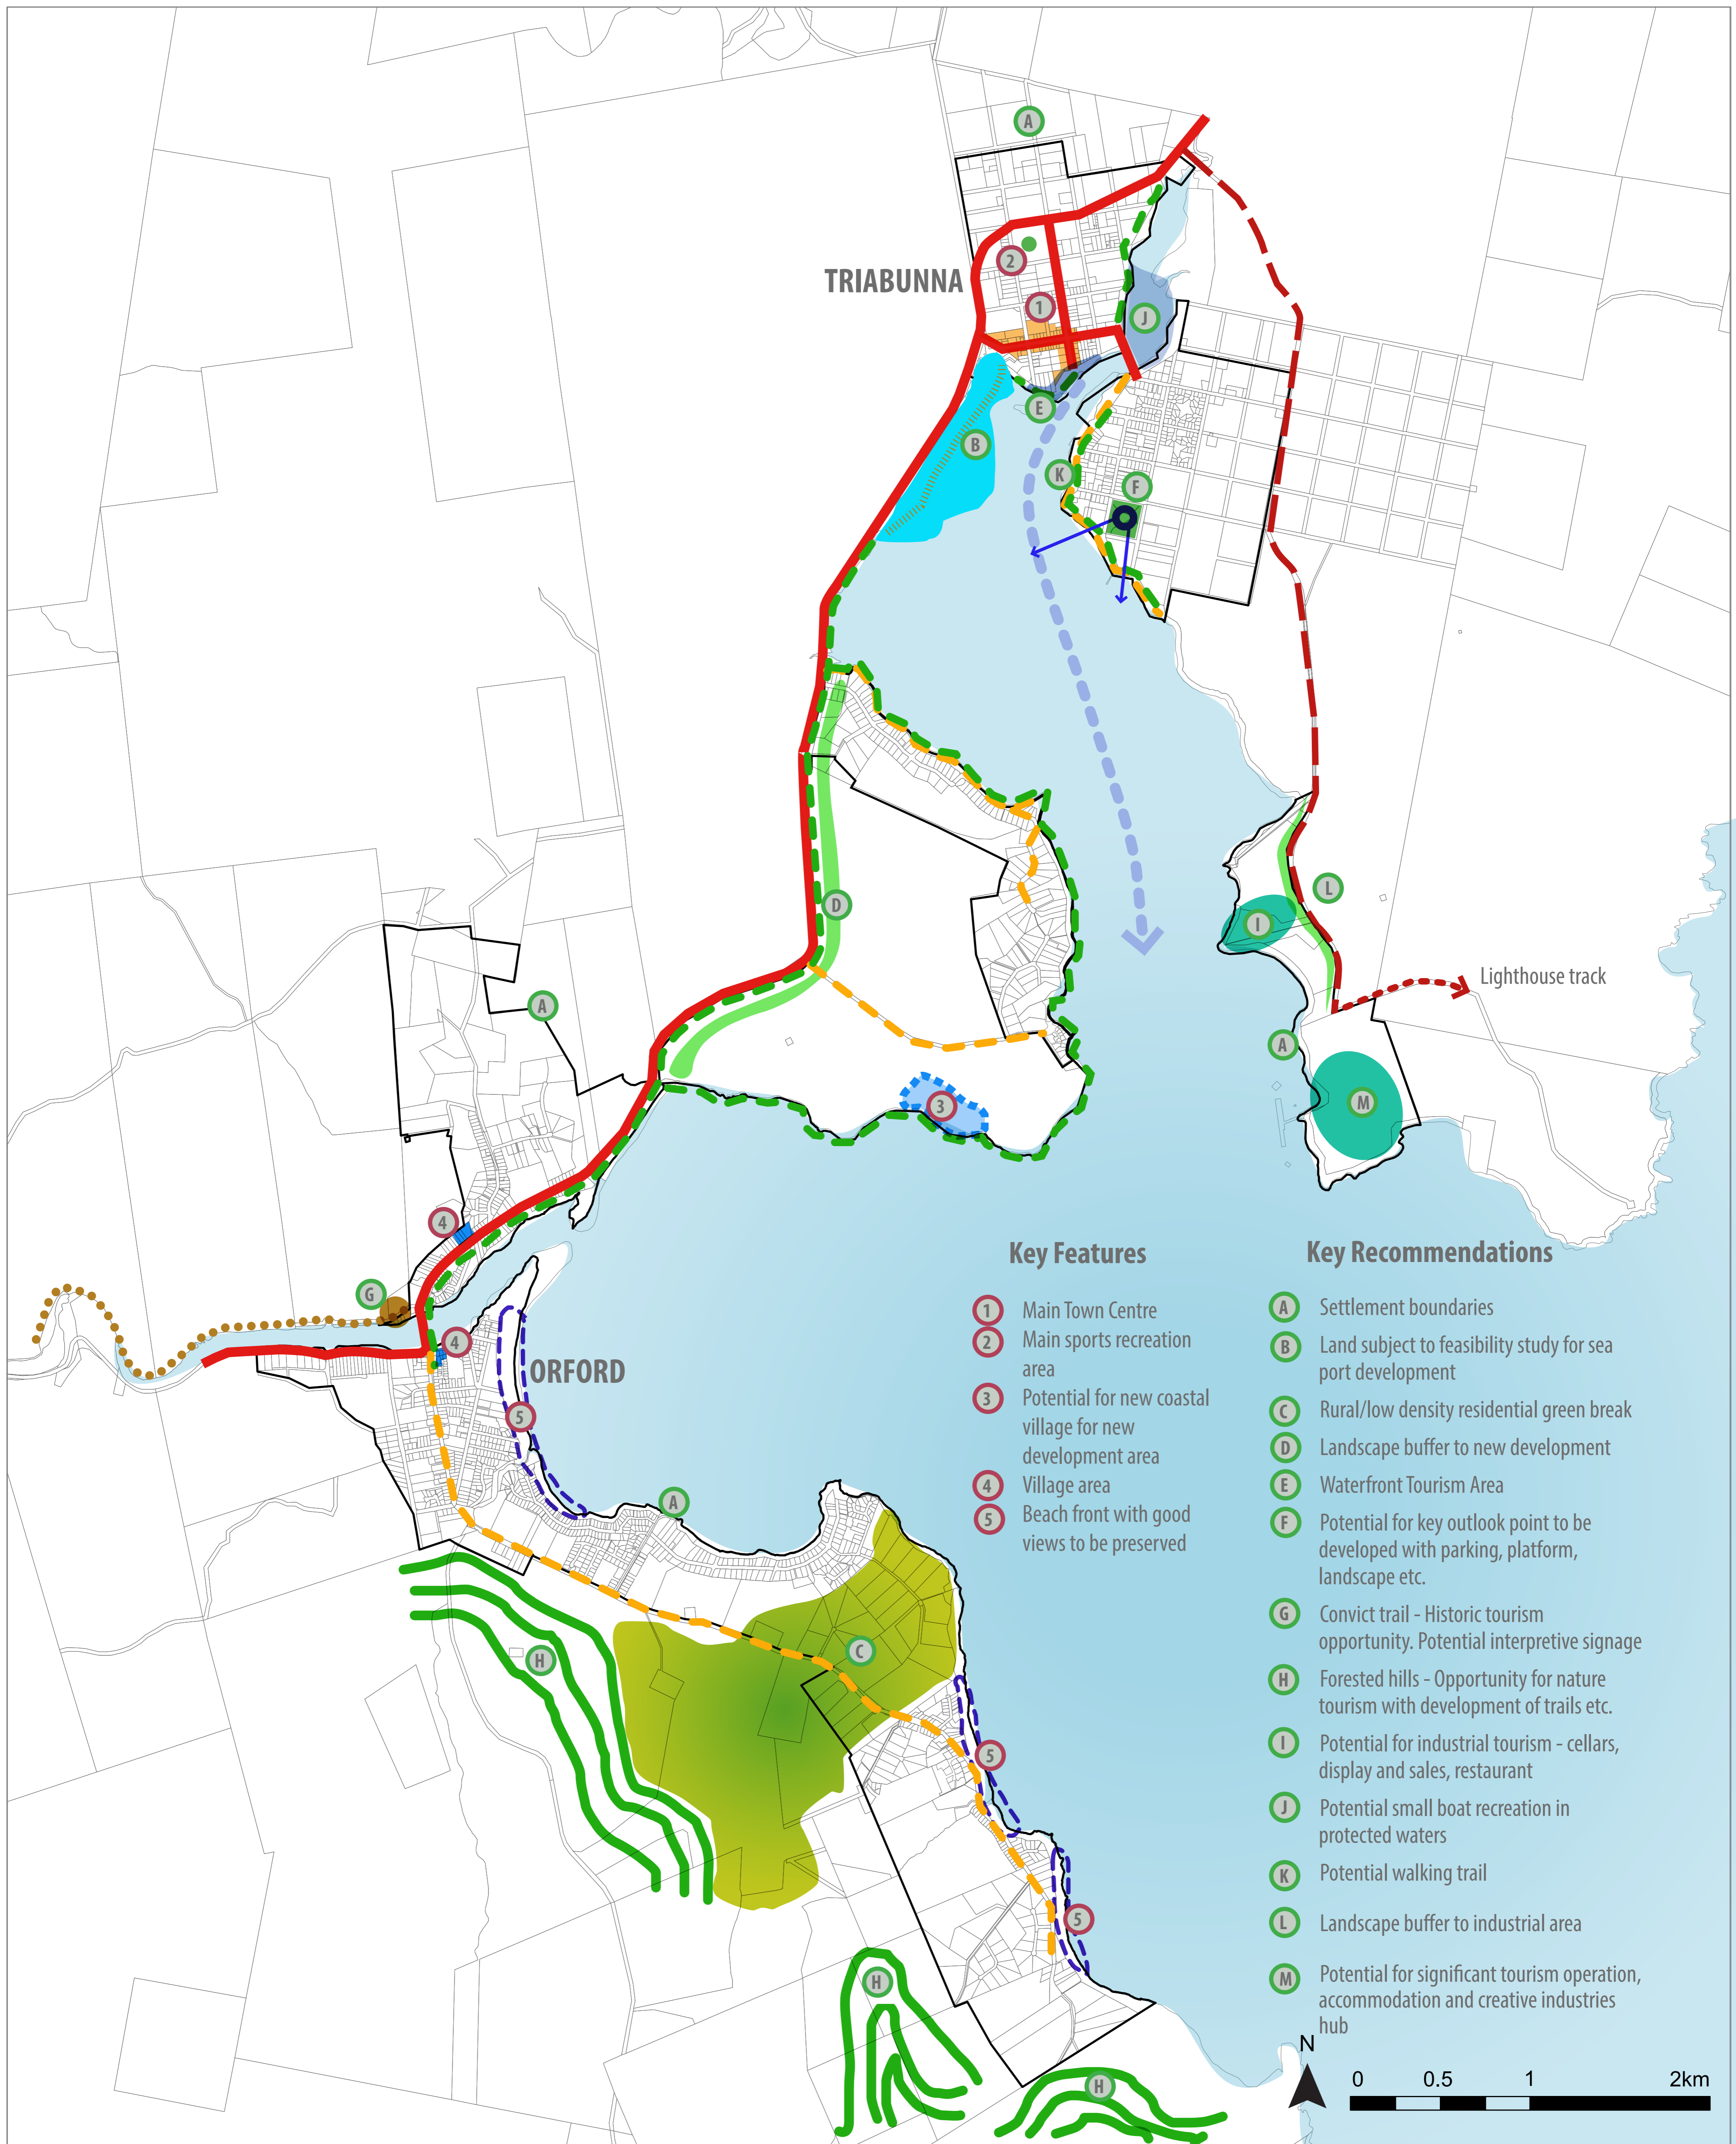 A
TRIABUNNA
2
1
J
E
B
K
F
D
L
I
Lighthouse track
A
A
3
M
4
G
4
ORFORD
5
A
H
C
5
5
H
H
Key Features
1 Main Town Centre
2 Main sports recreation
area
3 Potential for new coastal
village for new
development area
4 Village area
5 Beach front with good
views to be preserved
Key Recommendations
A Settlement boundaries
B Land subject to feasibility study for sea
port development
C Rural/low density residential green break
D Landscape buffer to new development
E Waterfront Tourism Area
F Potential for key outlook point to be
developed with parking, platform,
landscape etc.
G Convict trail - Historic tourism
opportunity. Potential interpretive signage
H Forested hills - Opportunity for nature
tourism with development of trails etc.
I Potential for industrial tourism - cellars,
display and sales, restaurant
J Potential small boat recreation in
protected waters
K Potential walking trail
L Landscape buffer to industrial area
M Potential for significant tourism operation,
accommodation and creative industries
hub
N
0 0.5 1 2km